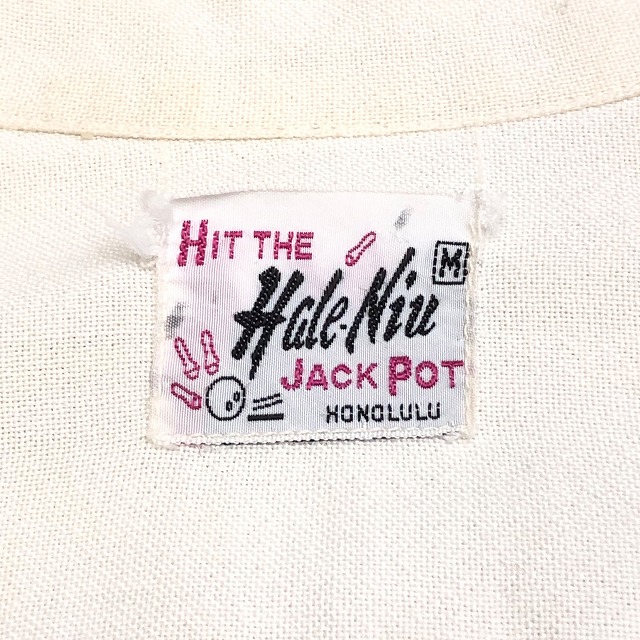 HIT THE
M
Hale-Niu
JACK POT
HONOLULU